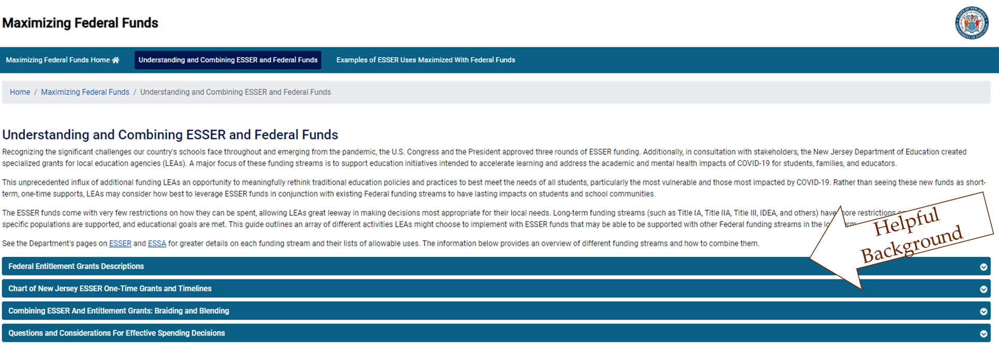 Maximizing Federal Funds
Maximizing Federal Funds Home
Understanding and Combining ESSER and Federal Funds
Examples of ESSER Uses Maximized With Federal Funds
Home / Maximizing Federal Funds / Understanding and Combining ESSER and Federal Funds
Understanding and Combining ESSER and Federal Funds
Recognizing the significant challenges our country's schools face throughout and emerging from the pandemic, the U.S. Congress and the President approved three rounds of ESSER funding. Additionally, in consultation with stakeholders, the New Jersey Department of Education created
specialized grants for local education agencies (LEAs). A major focus of these funding streams is to support education initiatives intended to accelerate learning and address the academic and mental health impacts of COVID-19 for students, families, and educators.
This unprecedented influx of additional funding LEAs an opportunity to meaningfully rethink traditional education policies and practices to best meet the needs of all students, particularly the most vulnerable and those most impacted by COVID-19. Rather than seeing these new funds as short-
term, one-time supports, LEAs may consider how best to leverage ESSER funds in conjunction with existing Federal funding streams to have lasting impacts on students and school communities.
The ESSER funds come with very few restrictions on how they can be spent, allowing LEAs great leeway in making decisions most appropriate for their local needs. Long-term funding streams (such as Title IA, Title IIA, Title III, IDEA, and others) have more restrictions
specific populations are supported, and educational goals are met. This guide outlines an array of different activities LEAs might choose to implement with ESSER funds that may be able to be supported with other Federal funding streams in the
See the Department's pages on ESSER and ESSA for greater details on each funding stream and their lists of allowable uses. The information below provides an overview of different funding streams and how to combine them.
Helpful
Background
Federal Entitlement Grants Descriptions
Chart of New Jersey ESSER One-Time Grants and Timelines
Combining ESSER And Entitlement Grants: Braiding and Blending
Questions and Considerations For Effective Spending Decisions